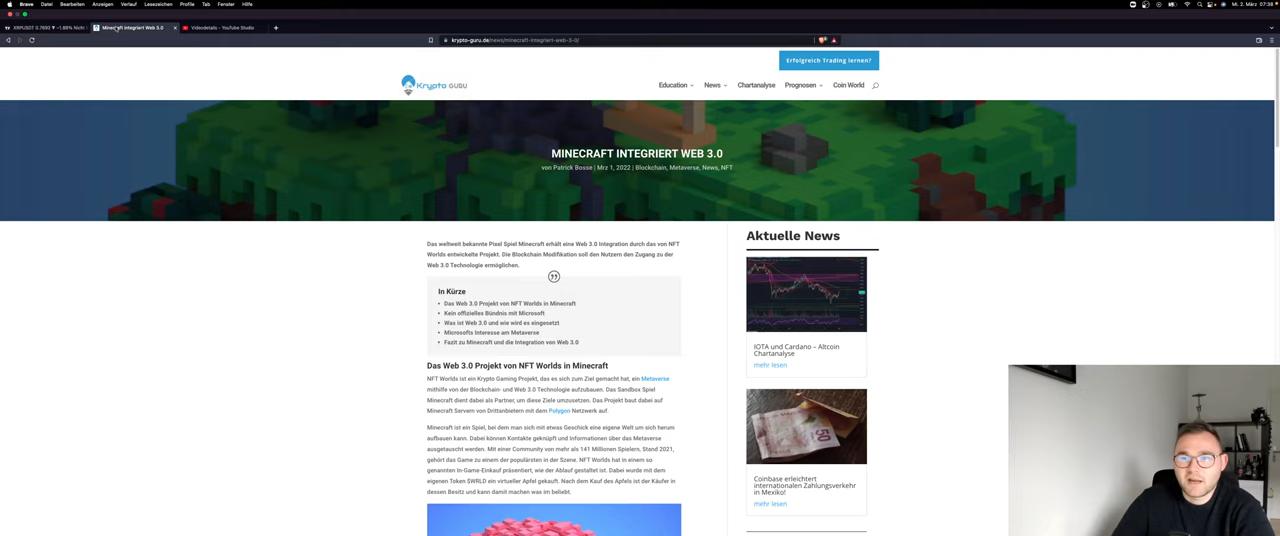 Brave Datei Bearbeiten Anzeigen Verlauf Lesezeichen Profile Tab Fenster Hilfe
Mi. 2. März 07:38
XRPUSDT 0.7693 ▼ −1.88% Nicht
Minecraft integriert Web 3.0
Videodetails – YouTube Studio
krypto-guru.de/news/minecraft-integriert-web-3-0/
Erfolgreich Trading lernen?
Krypto GURU
Education News Chartanalyse Prognosen Coin World
MINECRAFT INTEGRIERT WEB 3.0
von Patrick Bosse | Mrz 1, 2022 | Blockchain, Metaverse, News, NFT
Das weltweit bekannte Pixel Spiel Minecraft erhält eine Web 3.0 Integration durch das von NFT
Worlds entwickelte Projekt. Die Blockchain Modifikation soll den Nutzern den Zugang zu der
Web 3.0 Technologie ermöglichen.
In Kürze
• Das Web 3.0 Projekt von NFT Worlds in Minecraft
• Kein offizielles Bündnis mit Microsoft
• Was ist Web 3.0 und wie wird es eingesetzt
• Microsofts Interesse am Metaverse
• Fazit zu Minecraft und die Integration von Web 3.0
Das Web 3.0 Projekt von NFT Worlds in Minecraft
NFT Worlds ist ein Krypto Gaming Projekt, das es sich zum Ziel gemacht hat, ein Metaverse
mithilfe von der Blockchain- und Web 3.0 Technologie aufzubauen. Das Sandbox Spiel
Minecraft dient dabei als Partner, um diese Ziele umzusetzen. Das Projekt baut dabei auf
Minecraft Servern von Drittanbietern mit dem Polygon Netzwerk auf.
Minecraft ist ein Spiel, bei dem man sich mit etwas Geschick eine eigene Welt um sich herum
aufbauen kann. Dabei können Kontakte geknüpft und Informationen über das Metaverse
ausgetauscht werden. Mit einer Community von mehr als 141 Millionen Spielern, Stand 2021,
gehört das Game zu einem der populärsten in der Szene. NFT Worlds hat in einem so
genannten In-Game-Einkauf präsentiert, wie der Ablauf gestaltet ist. Dabei wurde mit dem
eigenen Token $WRLD ein virtueller Apfel gekauft. Nach dem Kauf des Apfels ist der Käufer in
dessen Besitz und kann damit machen was im beliebt.
Aktuelle News
IOTA und Cardano – Altcoin
Chartanalyse
mehr lesen
50
Coinbase erleichtert
internationalen Zahlungsverkehr
in Mexiko!
mehr lesen